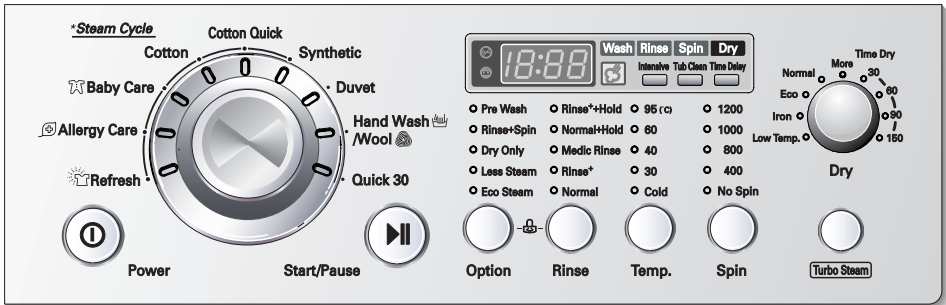 *Steam Cycle
Cotton Quick
Cotton
Synthetic
Baby Care
Duvet
Allergy Care
Hand Wash
/Wool
Refresh
Quick 30
Power
Start/Pause
18:88
Wash Rinse Spin Dry
Intensive Tub Clean Time Delay
Pre Wash
Rinse+Spin
Dry Only
Less Steam
Eco Steam
Option
Rinse⁺+Hold
Normal+Hold
Medic Rinse
Rinse⁺
Normal
Rinse
95 (°C)
60
40
30
Cold
Temp.
1200
1000
800
400
No Spin
Spin
Time Dry
More
Normal
30
Eco
60
Iron
90
Low Temp.
150
Dry
Turbo Steam